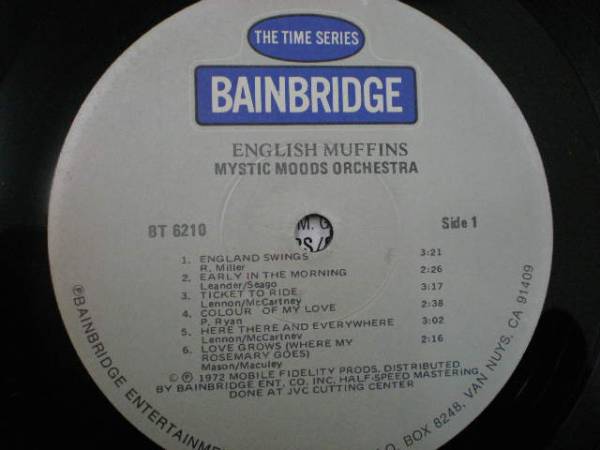 THE TIME SERIES
BAINBRIDGE
ENGLISH MUFFINS
MYSTIC MOODS ORCHESTRA
BT 6210
Side 1
1. ENGLAND SWINGS 3:21
R. Miller
2. EARLY IN THE MORNING 2:26
Leander/Seago
3. TICKET TO RIDE 3:17
Lennon/McCartney
4. COLOUR OF MY LOVE 2:38
P. Ryan
5. HERE THERE AND EVERYWHERE 3:02
Lennon/McCartney
6. LOVE GROWS (WHERE MY 2:16
ROSEMARY GOES)
Mason/Maculey
© ℗ 1972 MOBILE FIDELITY PRODS. DISTRIBUTED
BY BAINBRIDGE ENT. CO. INC. HALF-SPEED MASTERING
DONE AT JVC CUTTING CENTER
℗BAINBRIDGE ENTERTAINME
O. BOX 8248, VAN NUYS, CA 91409